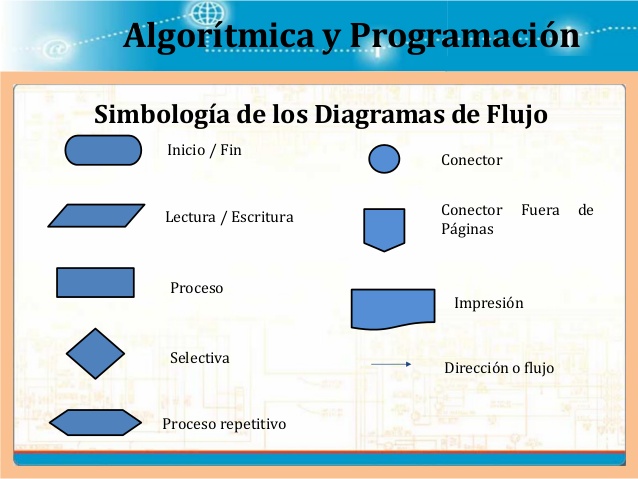 Algorítmica y Programación
Simbología de los Diagramas de Flujo
Inicio / Fin
Lectura / Escritura
Proceso
Selectiva
Proceso repetitivo
Conector
Conector Fuera de
Páginas
Impresión
Dirección o flujo